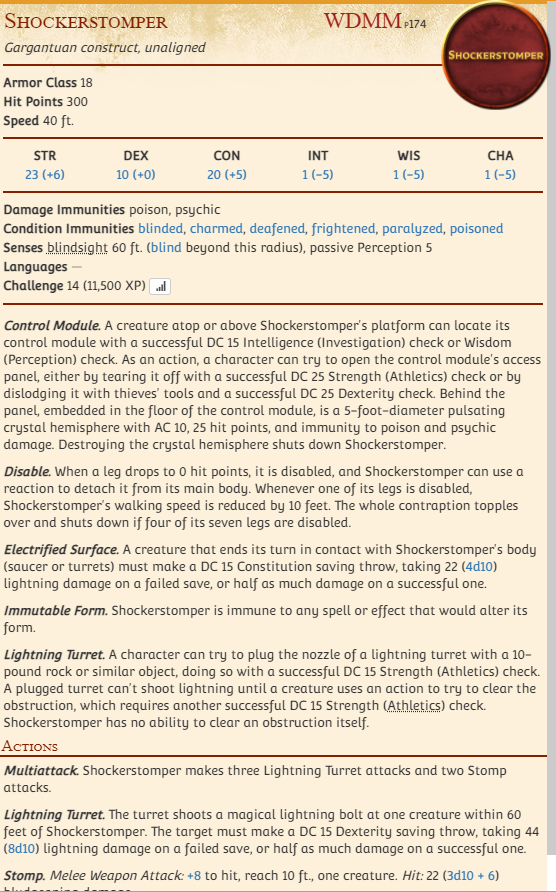 SHOCKERSTOMPER WDMM p174
Gargantuan construct, unaligned
SHOCKERSTOMPER
Armor Class 18
Hit Points 300
Speed 40 ft.
STR DEX CON INT WIS CHA
23 (+6) 10 (+0) 20 (+5) 1 (−5) 1 (−5) 1 (−5)
Damage Immunities poison, psychic
Condition Immunities blinded, charmed, deafened, frightened, paralyzed, poisoned
Senses blindsight 60 ft. (blind beyond this radius), passive Perception 5
Languages —
Challenge 14 (11,500 XP)
Control Module. A creature atop or above Shockerstomper's platform can locate its
control module with a successful DC 15 Intelligence (Investigation) check or Wisdom
(Perception) check. As an action, a character can try to open the control module's access
panel, either by tearing it off with a successful DC 25 Strength (Athletics) check or by
dislodging it with thieves' tools and a successful DC 25 Dexterity check. Behind the
panel, embedded in the floor of the control module, is a 5-foot-diameter pulsating
crystal hemisphere with AC 10, 25 hit points, and immunity to poison and psychic
damage. Destroying the crystal hemisphere shuts down Shockerstomper.
Disable. When a leg drops to 0 hit points, it is disabled, and Shockerstomper can use a
reaction to detach it from its main body. Whenever one of its legs is disabled,
Shockerstomper's walking speed is reduced by 10 feet. The whole contraption topples
over and shuts down if four of its seven legs are disabled.
Electrified Surface. A creature that ends its turn in contact with Shockerstomper's body
(saucer or turrets) must make a DC 15 Constitution saving throw, taking 22 (4d10)
lightning damage on a failed save, or half as much damage on a successful one.
Immutable Form. Shockerstomper is immune to any spell or effect that would alter its
form.
Lightning Turret. A character can try to plug the nozzle of a lightning turret with a 10-
pound rock or similar object, doing so with a successful DC 15 Strength (Athletics) check.
A plugged turret can't shoot lightning until a creature uses an action to try to clear the
obstruction, which requires another successful DC 15 Strength (Athletics) check.
Shockerstomper has no ability to clear an obstruction itself.
ACTIONS
Multiattack. Shockerstomper makes three Lightning Turret attacks and two Stomp
attacks.
Lightning Turret. The turret shoots a magical lightning bolt at one creature within 60
feet of Shockerstomper. The target must make a DC 15 Dexterity saving throw, taking 44
(8d10) lightning damage on a failed save, or half as much damage on a successful one.
Stomp. Melee Weapon Attack: +8 to hit, reach 10 ft., one creature. Hit: 22 (3d10 + 6)
bludgeoning damage.